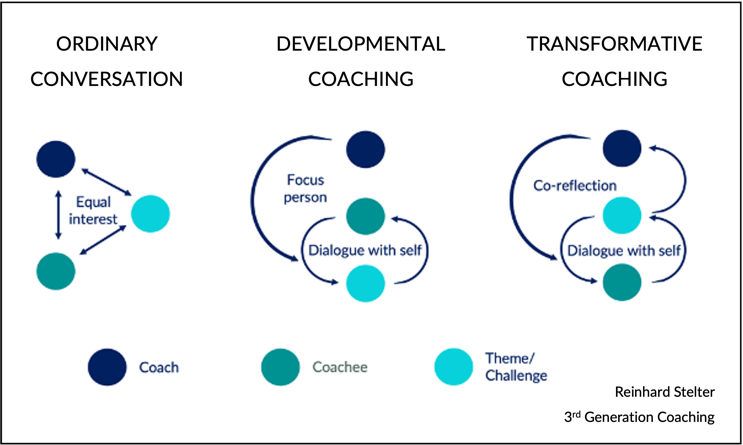 ORDINARY
CONVERSATION
DEVELOPMENTAL
COACHING
TRANSFORMATIVE
COACHING
Equal
interest
Focus
person
Dialogue with self
Co-reflection
Dialogue with self
Coach
Coachee
Theme/
Challenge
Reinhard Stelter
3rd Generation Coaching